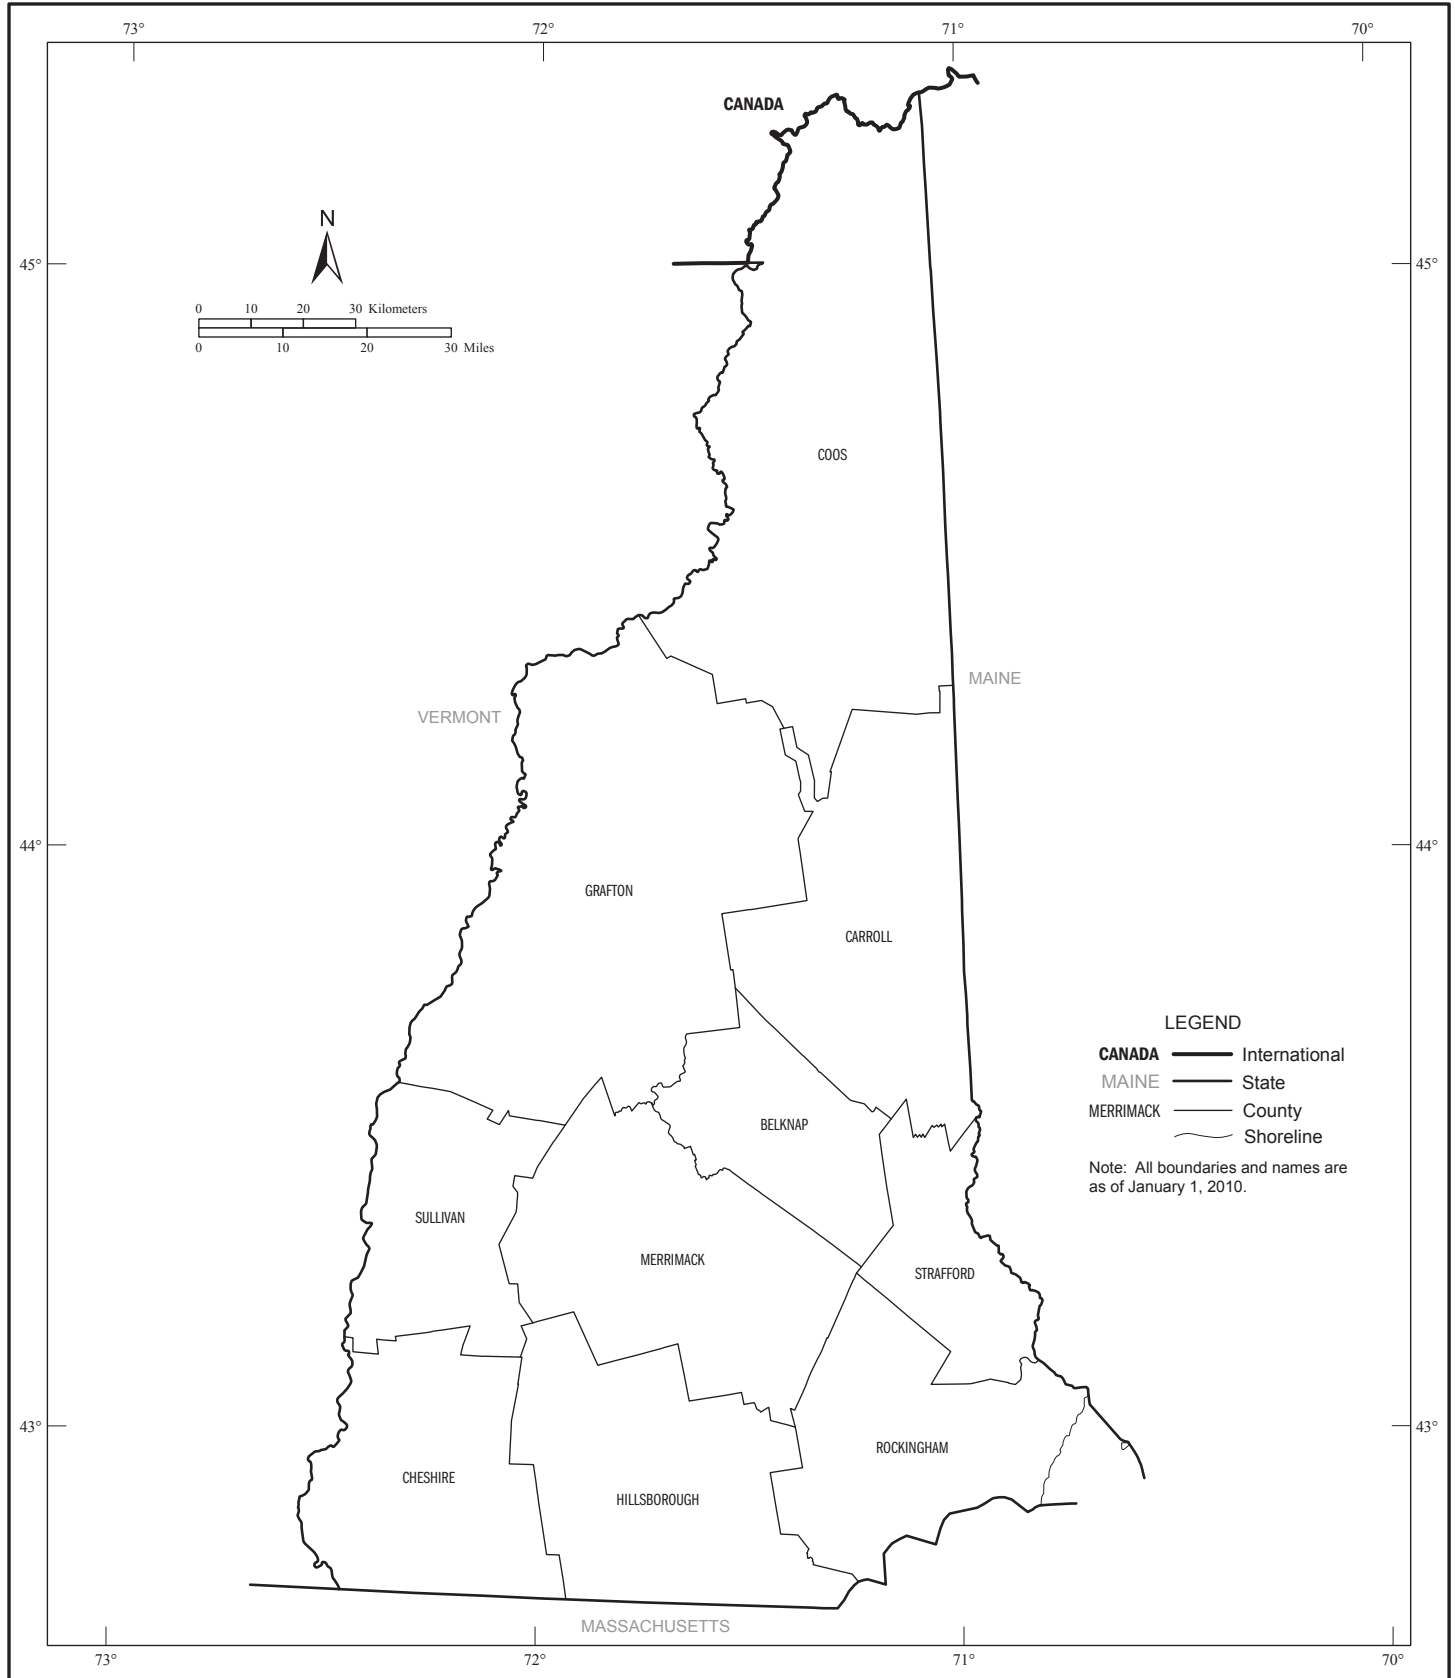 73°
72°
71°
70°
CANADA
N
45°
45°
0 10 20 30 Kilometers
0 10 20 30 Miles
COOS
MAINE
VERMONT
44°
44°
GRAFTON
CARROLL
LEGEND
CANADA International
MAINE State
MERRIMACK County
Shoreline
Note: All boundaries and names are
as of January 1, 2010.
BELKNAP
SULLIVAN
MERRIMACK
STRAFFORD
43°
43°
ROCKINGHAM
CHESHIRE
HILLSBOROUGH
MASSACHUSETTS
73°
72°
71°
70°